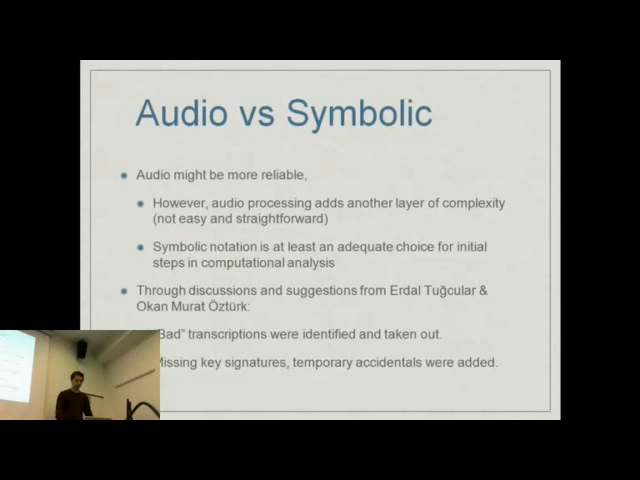 Audio vs Symbolic
Audio might be more reliable,
However, audio processing adds another layer of complexity
(not easy and straightforward)
Symbolic notation is at least an adequate choice for initial
steps in computational analysis
Through discussions and suggestions from Erdal Tuğcular &
Okan Murat Öztürk:
Bad” transcriptions were identified and taken out.
Missing key signatures, temporary accidentals were added.